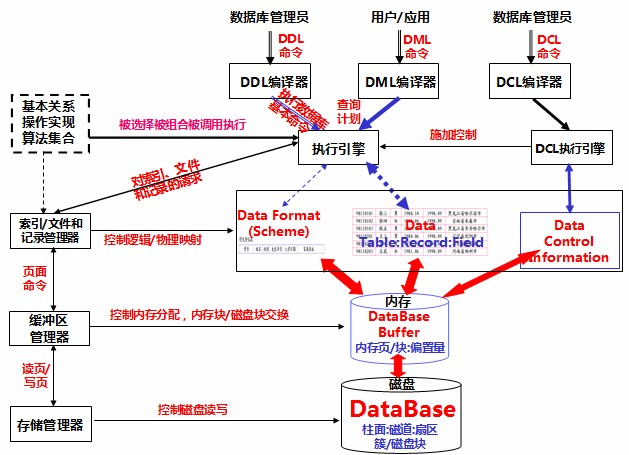 数据库管理员
用户/应用
数据库管理员
DDL
命令
DML
命令
DCL
命令
DDL编译器
DML编译器
DCL编译器
基本关系
操作实现
算法集合
执行数据库
基本命令
查询
计划
被选择被组合被调用执行
执行引擎
施加控制
DCL执行引擎
对索引、文件
和记录的请求
索引/文件和
记录管理器
控制逻辑/物理映射
Data Format
(Scheme)
Data
Table:Record:Field
Data
Control
Information
页面
命令
内存
DataBase
Buffer
内存页/块:偏置量
缓冲区
管理器
控制内存分配，内存块/磁盘块交换
读页/
写页
磁盘
DataBase
柱面:磁道:扇区
簇/磁盘块
存储管理器
控制磁盘读写